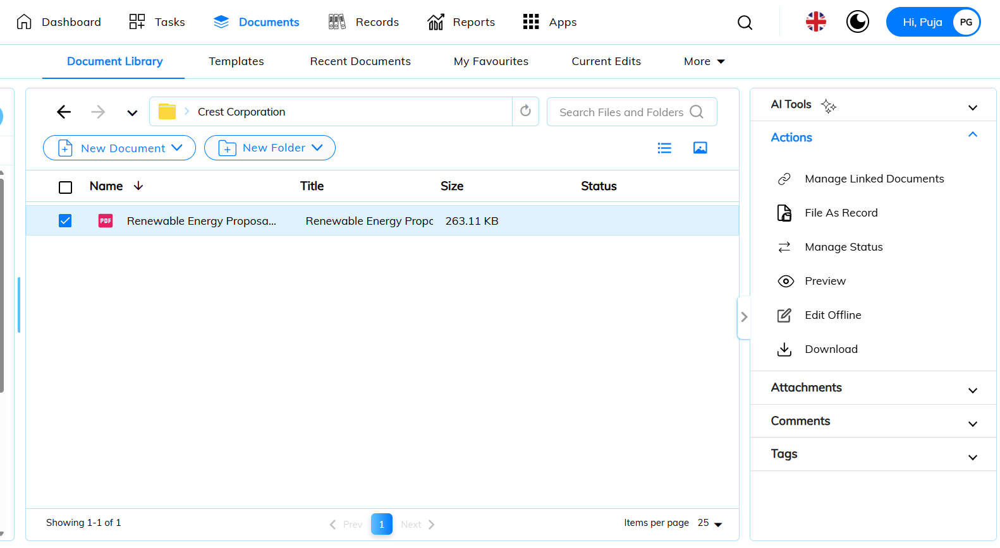 Dashboard Tasks Documents Records Reports Apps Hi, Puja PG
Document Library Templates Recent Documents My Favourites Current Edits More
Crest Corporation Search Files and Folders
New Document New Folder
Name Title Size Status
PDF Renewable Energy Proposa... Renewable Energy Propc 263.11 KB
Showing 1-1 of 1 Prev 1 Next Items per page 25
AI Tools
Actions
Manage Linked Documents
File As Record
Manage Status
Preview
Edit Offline
Download
Attachments
Comments
Tags